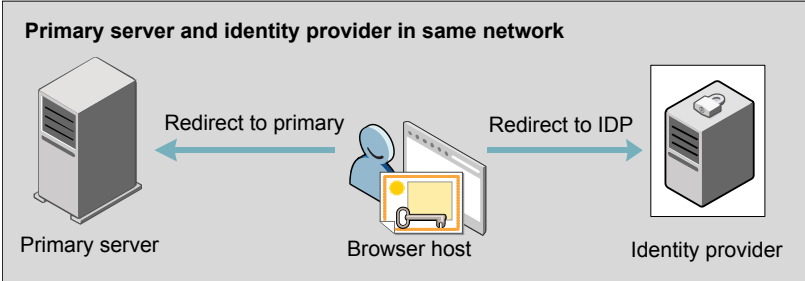 Primary server and identity provider in same network
Redirect to primary
Redirect to IDP
Primary server
Browser host
Identity provider